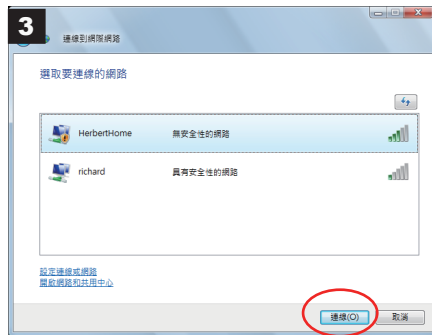 3
連線到網際網路
選取要連線的網路
HerbertHome 無安全性的網路
richard 具有安全性的網路
設定連線或網路
開啟網路和共用中心
連線(O) 取消